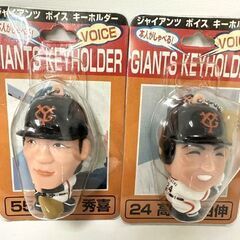 ジャイアンツ ボイス キーホルダー
本人がしゃべる!
VOICE
GIANTS KEYHOLDER
55 秀喜
ジャイアンツ ボイス キーホルダー
本人がしゃべる!
VOICE
GIANTS KEYHOLDER
24
24 高 伸